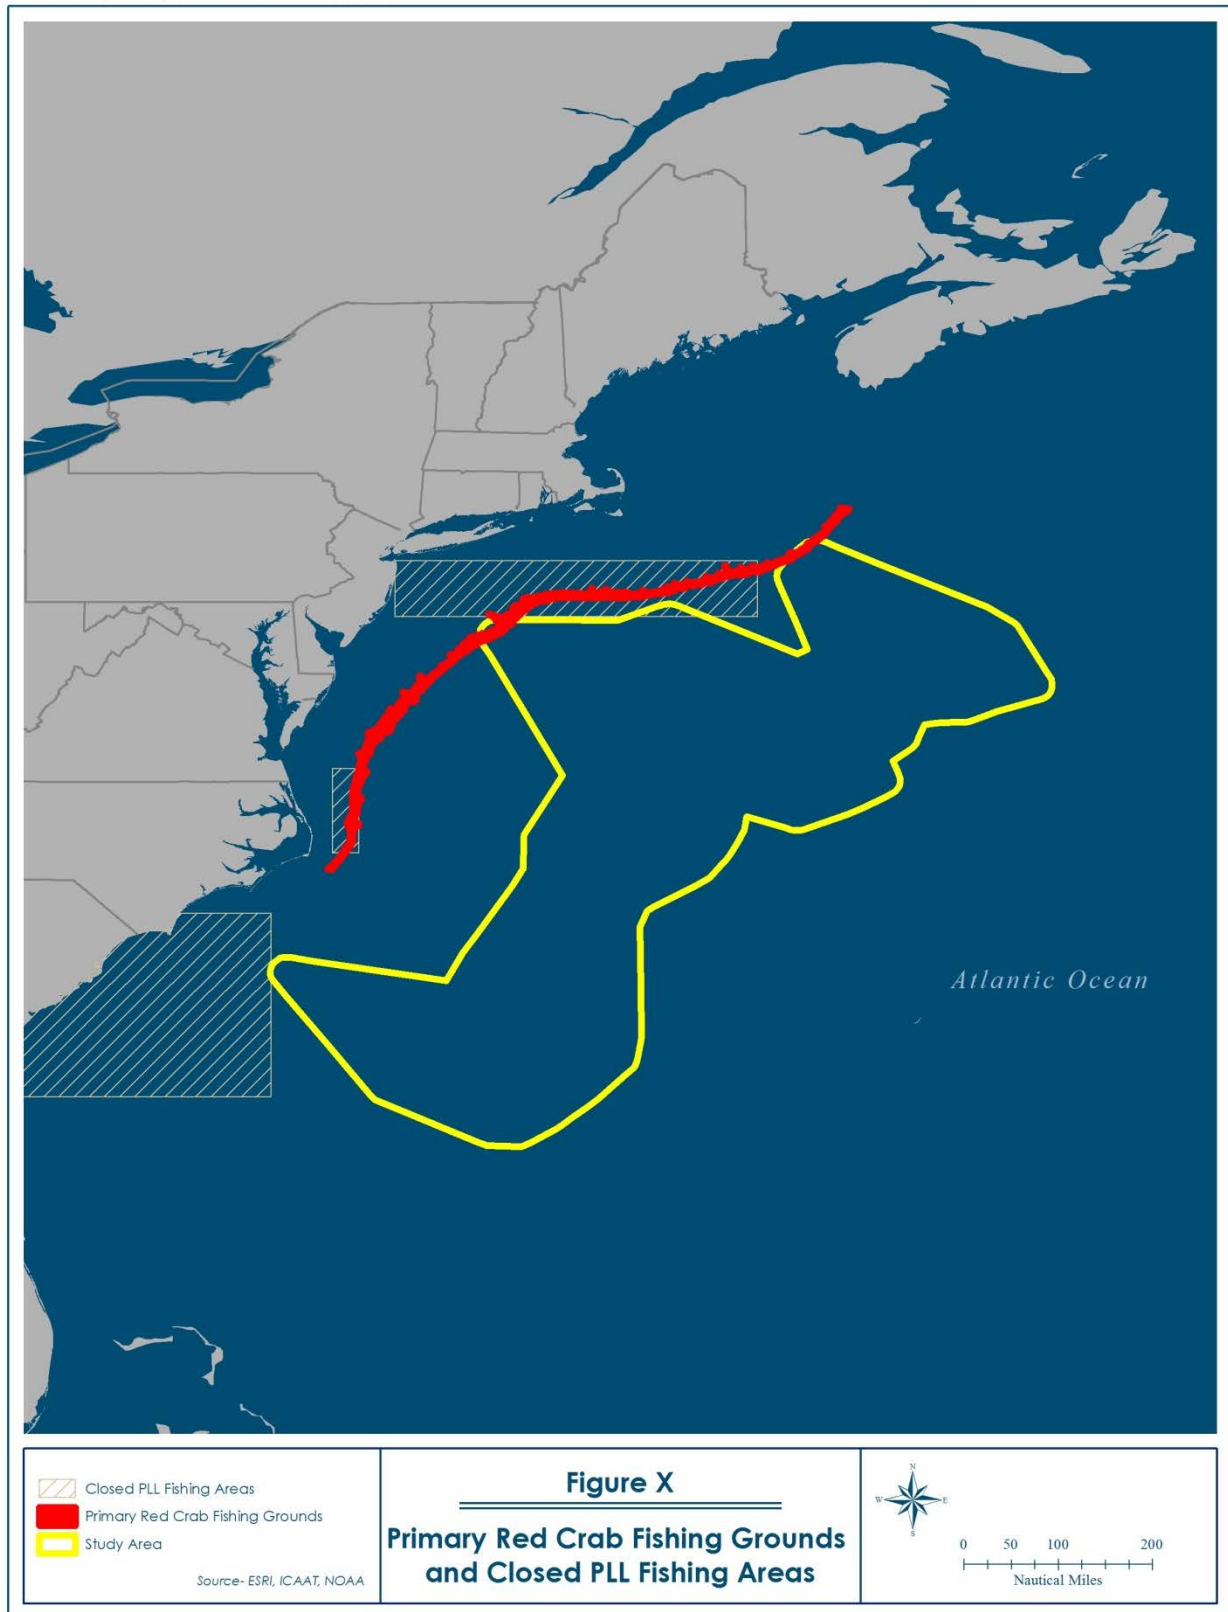 Atlantic Ocean
Closed PLL Fishing Areas
Primary Red Crab Fishing Grounds
Study Area
Source- ESRI, ICAAT, NOAA
Figure X
Primary Red Crab Fishing Grounds
and Closed PLL Fishing Areas
N
W E
S
0 50 100 200
Nautical Miles